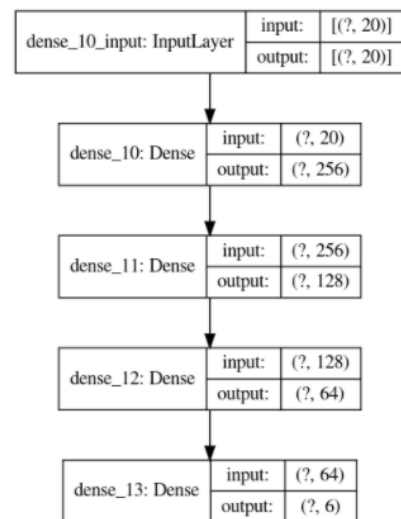 dense_10_input: InputLayer input: [(?, 20)]
output: [(?, 20)]
dense_10: Dense input: (?, 20)
output: (?, 256)
dense_11: Dense input: (?, 256)
output: (?, 128)
dense_12: Dense input: (?, 128)
output: (?, 64)
dense_13: Dense input: (?, 64)
output: (?, 6)